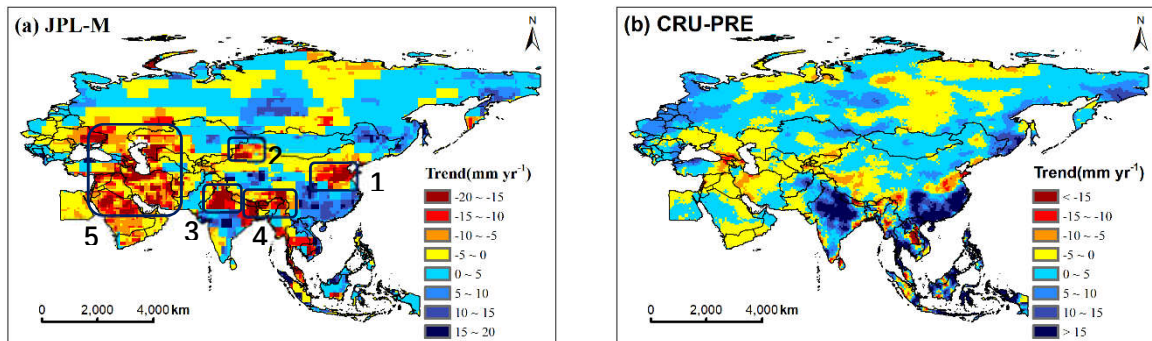 (a) JPL-M
N
2
1
3
4
5
Trend(mm yr⁻¹)
-20 ~ -15
-15 ~ -10
-10 ~ -5
-5 ~ 0
0 ~ 5
5 ~ 10
10 ~ 15
15 ~ 20
0 2,000 4,000 km
(b) CRU-PRE
N
Trend(mm yr⁻¹)
< -15
-15 ~ -10
-10 ~ -5
-5 ~ 0
0 ~ 5
5 ~ 10
10 ~ 15
> 15
0 2,000 4,000 km